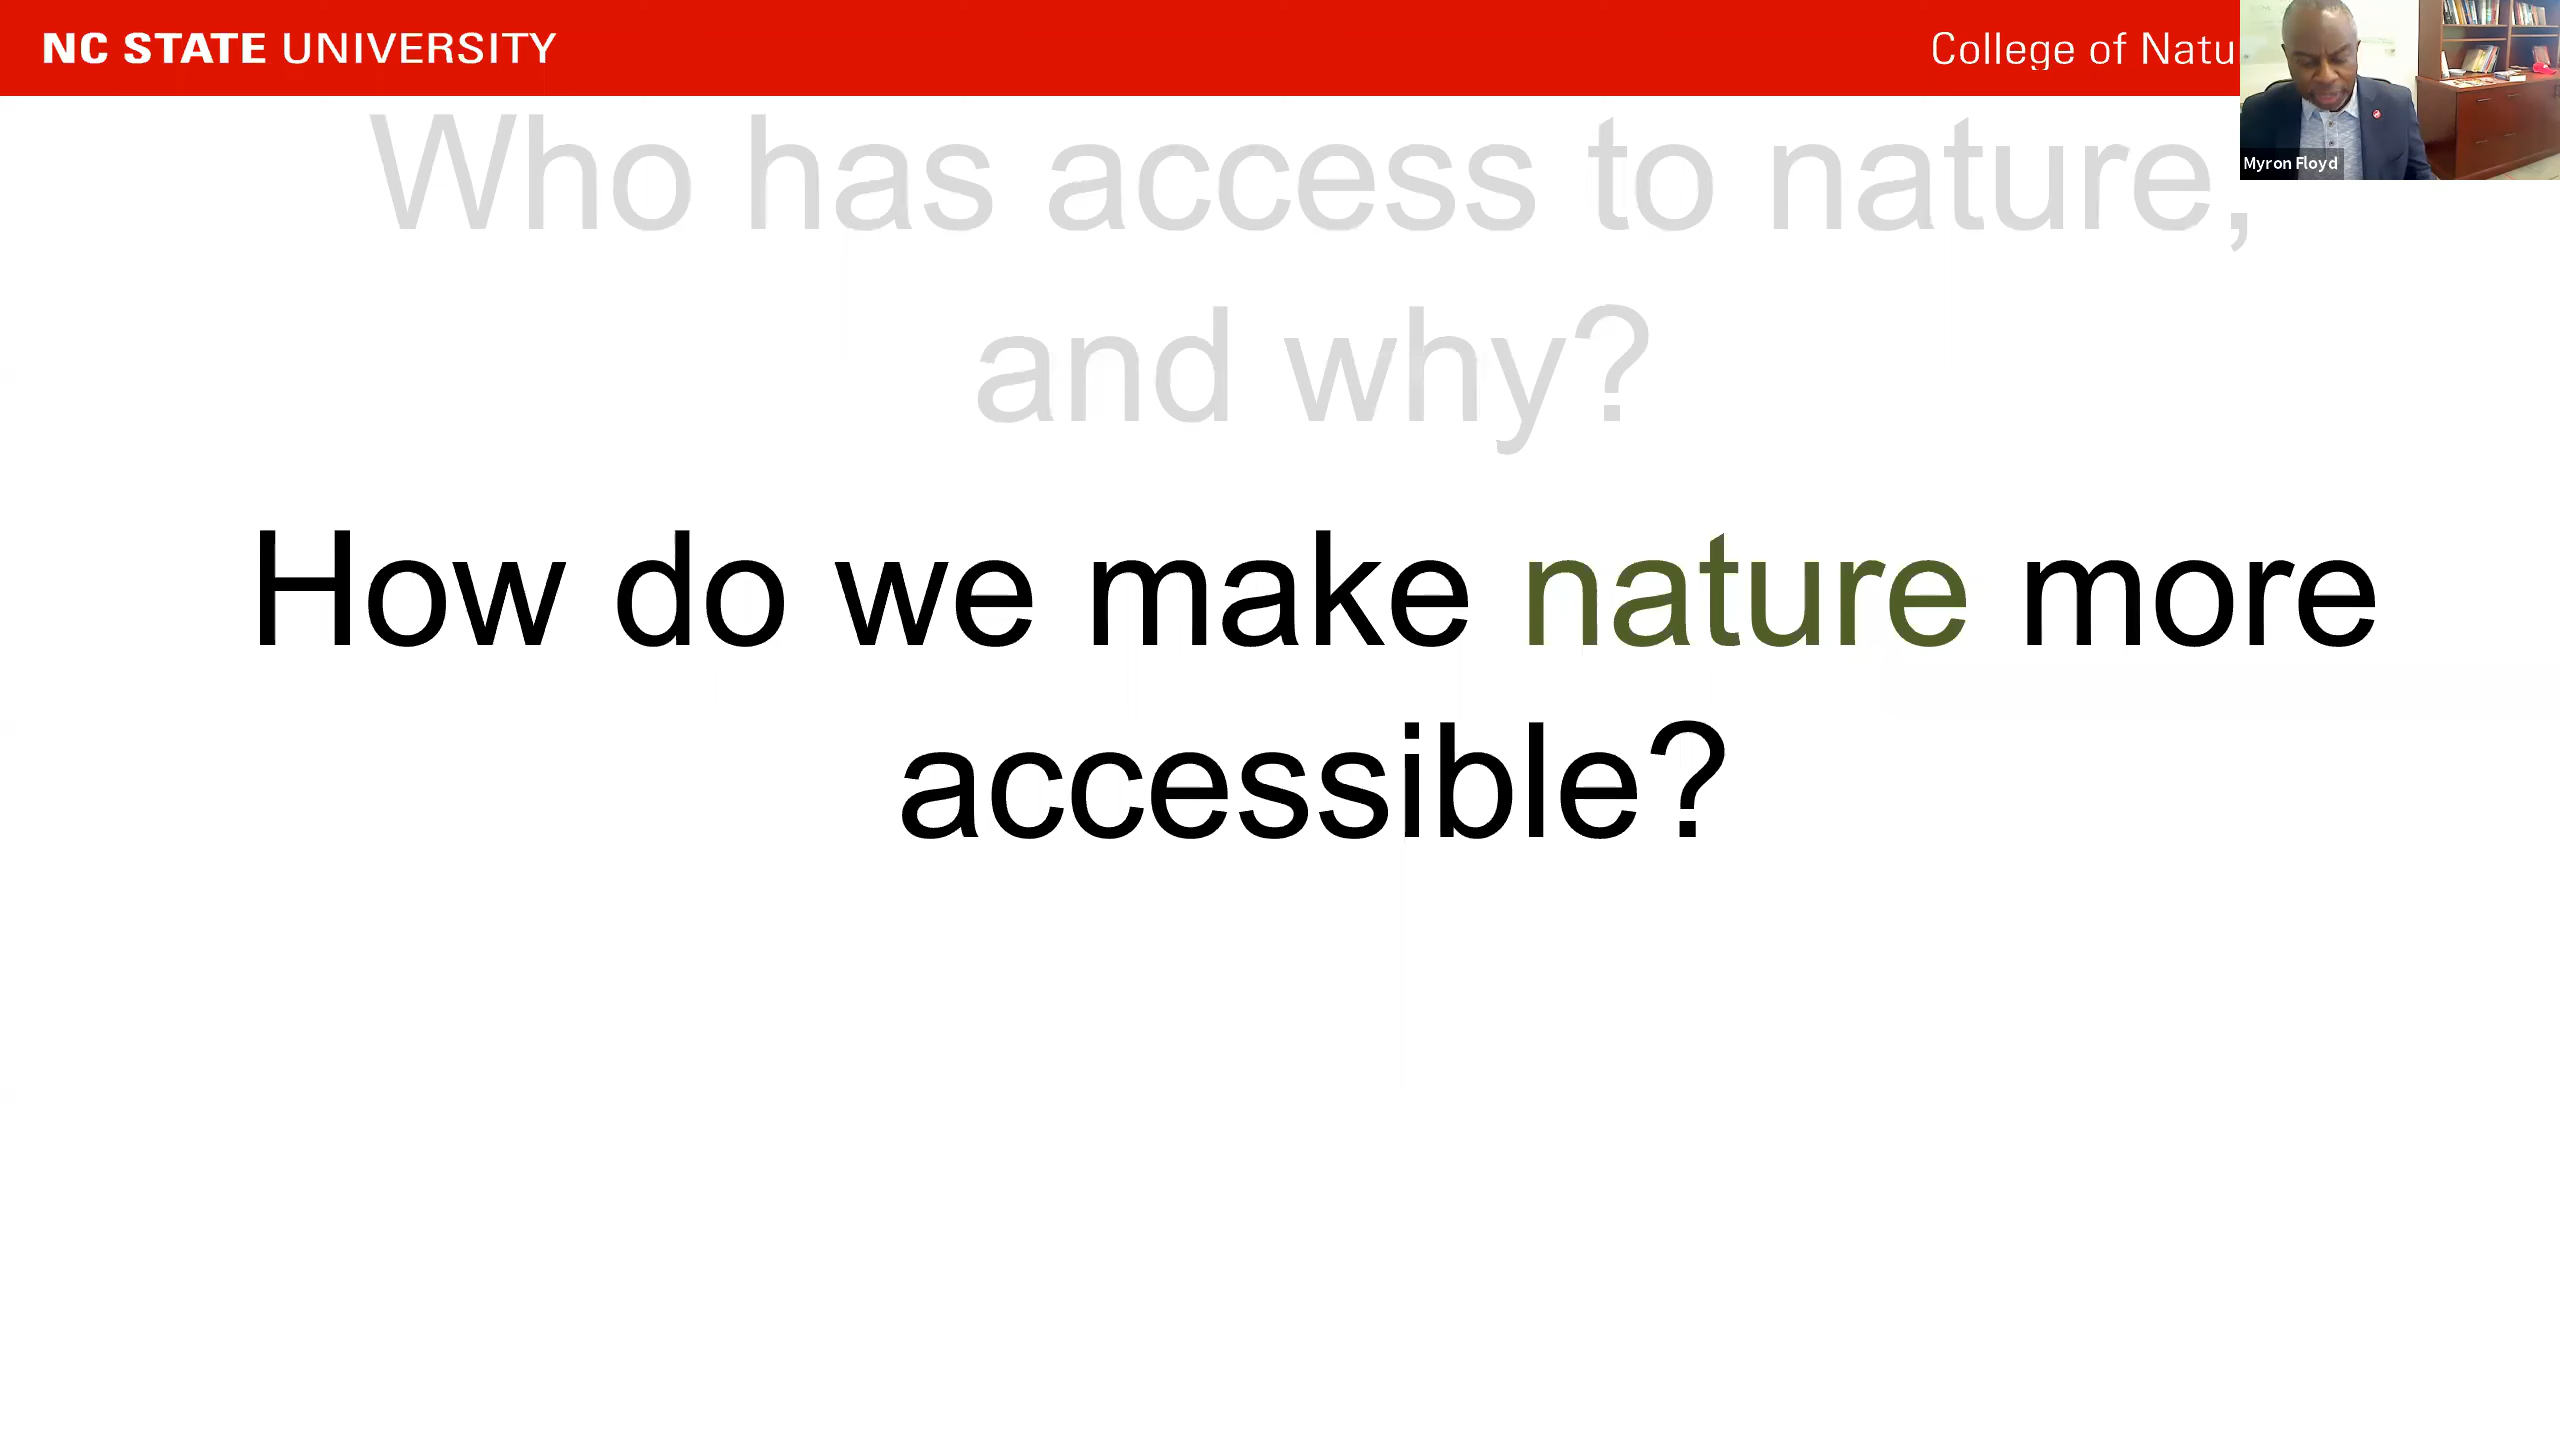 NC STATE UNIVERSITY
College of Natu
Myron Floyd
Who has access to nature,
and why?
How do we make nature more
accessible?